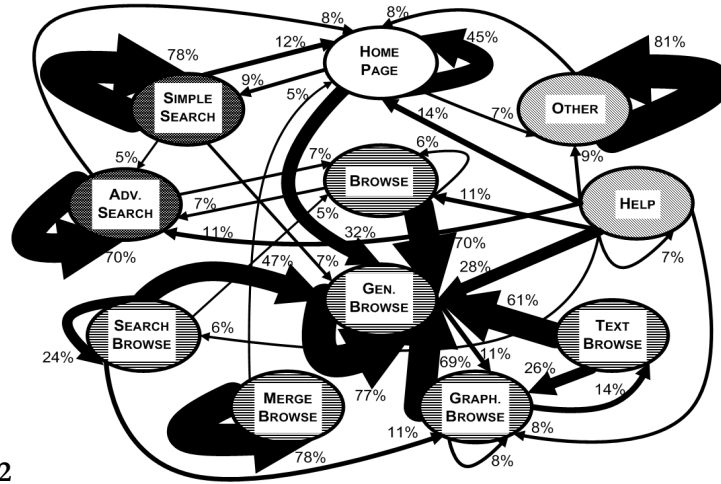 8%
8%
78%
12%
HOME
PAGE
45%
81%
9%
5%
SIMPLE
SEARCH
14%
7%
OTHER
5%
7%
6%
9%
ADV.
SEARCH
7%
BROWSE
11%
HELP
5%
11%
32%
70%
70%
7%
47%
7%
28%
GEN.
BROWSE
61%
SEARCH
BROWSE
6%
TEXT
BROWSE
24%
69%
11%
26%
77%
14%
MERGE
BROWSE
GRAPH.
BROWSE
11%
8%
78%
8%
2